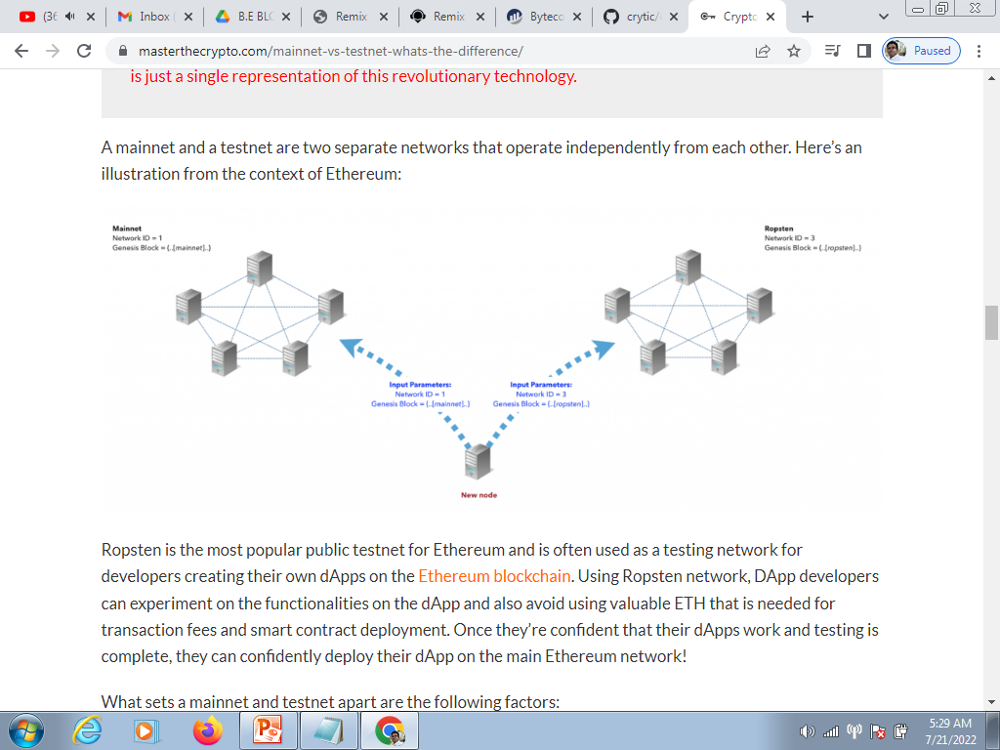 (36
Inbox
B.E BLO
Remix
Remix
Byteco
crytic/
Crypto
masterthecrypto.com/mainnet-vs-testnet-whats-the-difference/
Paused
is just a single representation of this revolutionary technology.
A mainnet and a testnet are two separate networks that operate independently from each other. Here’s an
illustration from the context of Ethereum:
Mainnet
Network ID = 1
Genesis Block = {..[mainnet]..}
Ropsten
Network ID = 3
Genesis Block = {..[ropsten]..}
Input Parameters:
Network ID = 1
Genesis Block = {..[mainnet]..}
Input Parameters:
Network ID = 3
Genesis Block = {..[ropsten]..}
New node
Ropsten is the most popular public testnet for Ethereum and is often used as a testing network for
developers creating their own dApps on the Ethereum blockchain. Using Ropsten network, DApp developers
can experiment on the functionalities on the dApp and also avoid using valuable ETH that is needed for
transaction fees and smart contract deployment. Once they’re confident that their dApps work and testing is
complete, they can confidently deploy their dApp on the main Ethereum network!
What sets a mainnet and testnet apart are the following factors:
5:29 AM
7/21/2022